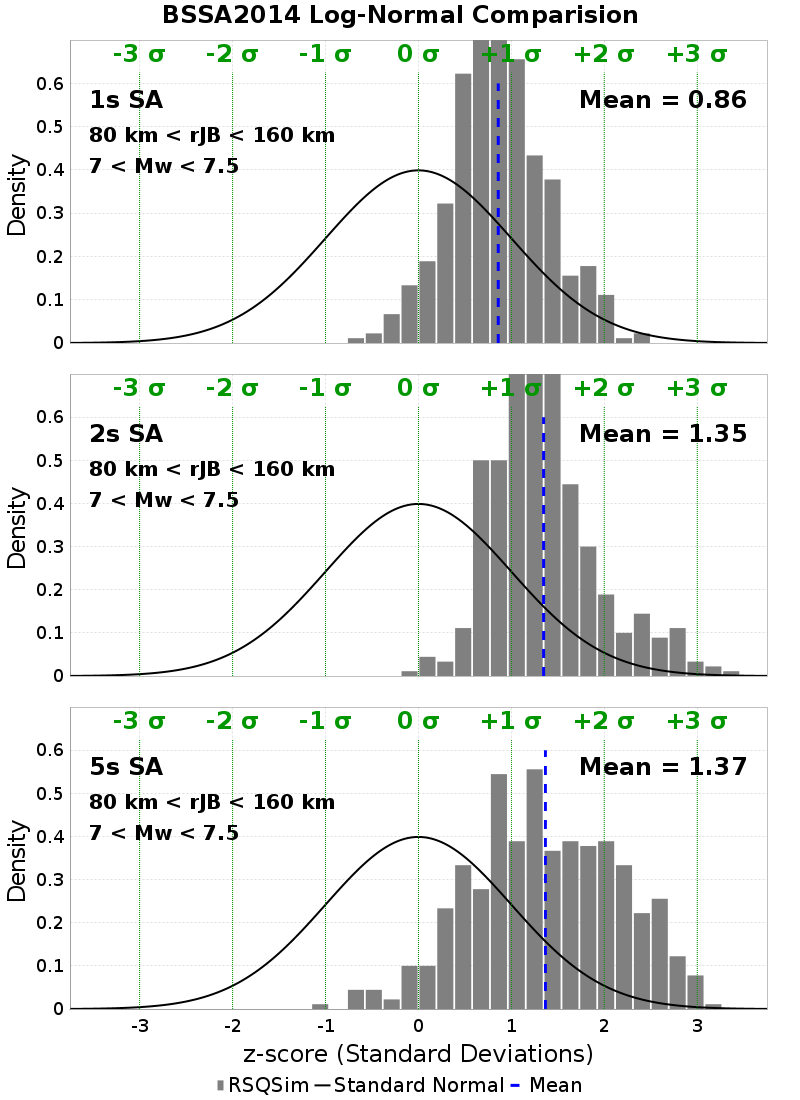 BSSA2014 Log-Normal Comparision
-3 σ -2 σ -1 σ 0 σ +1 σ +2 σ +3 σ
1s SA Mean = 0.86
80 km < rJB < 160 km
7 < Mw < 7.5
Density
0.6
0.5
0.4
0.3
0.2
0.1
0
-3 σ -2 σ -1 σ 0 σ +1 σ +2 σ +3 σ
2s SA Mean = 1.35
80 km < rJB < 160 km
7 < Mw < 7.5
Density
0.6
0.5
0.4
0.3
0.2
0.1
0
-3 σ -2 σ -1 σ 0 σ +1 σ +2 σ +3 σ
5s SA Mean = 1.37
80 km < rJB < 160 km
7 < Mw < 7.5
Density
0.6
0.5
0.4
0.3
0.2
0.1
0
-3 -2 -1 0 1 2 3
z-score (Standard Deviations)
RSQSim Standard Normal Mean